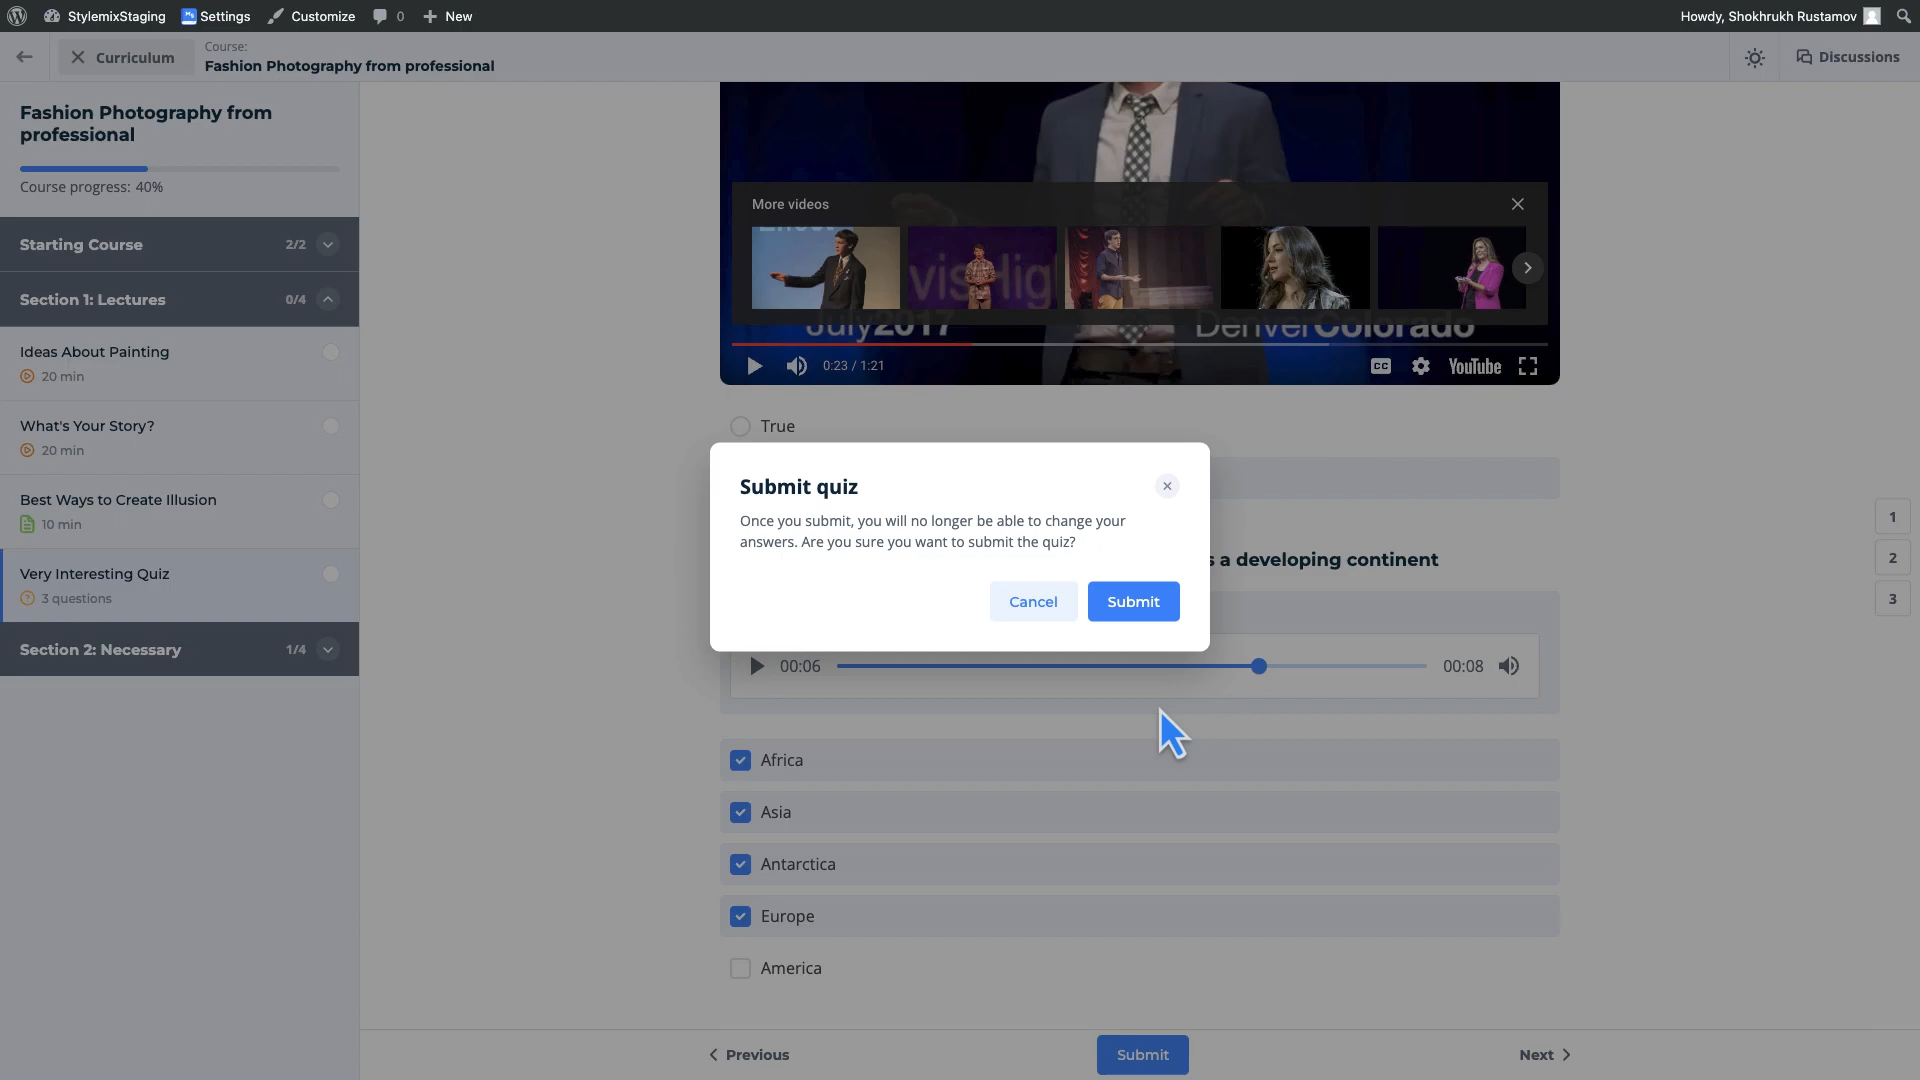 StylemixStaging Settings Customize 0 New Howdy, Shokhrukh Rustamov
Curriculum
Course:
Fashion Photography from professional
Discussions
Fashion Photography from
professional
Course progress: 40%
Starting Course 2/2
Section 1: Lectures 0/4
Ideas About Painting
20 min
What's Your Story?
20 min
Best Ways to Create Illusion
10 min
Very Interesting Quiz
3 questions
Section 2: Necessary 1/4
More videos
July2017 DenverColorado
0:23 / 1:21 CC YouTube
True
Submit quiz
Once you submit, you will no longer be able to change your
answers. Are you sure you want to submit the quiz?
Cancel Submit
a developing continent
00:06 00:08
Africa
Asia
Antarctica
Europe
America
1
2
3
Previous Submit Next